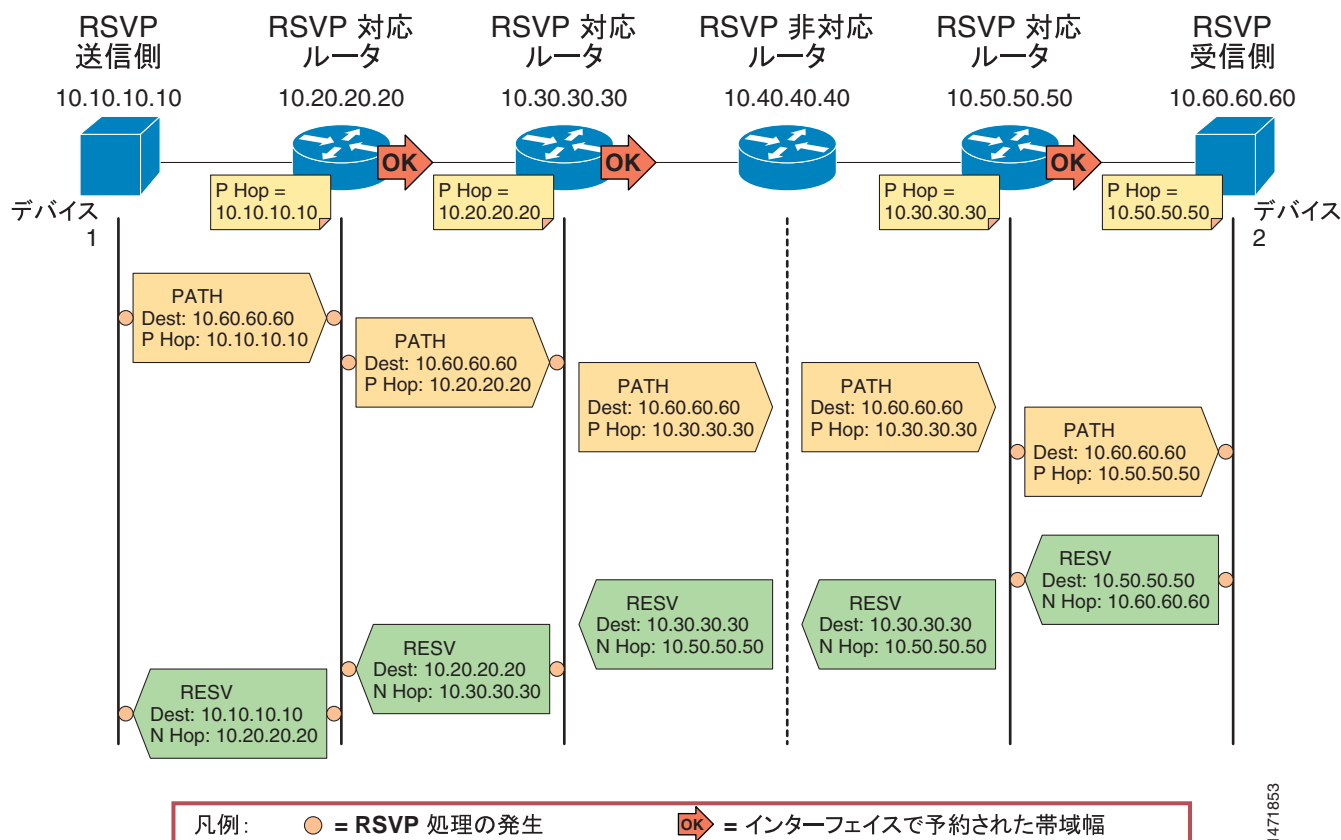 RSVP
送信側
10.10.10.10
RSVP 対応
ルータ
10.20.20.20
RSVP 対応
ルータ
10.30.30.30
RSVP 非対応
ルータ
10.40.40.40
RSVP 対応
ルータ
10.50.50.50
RSVP
受信側
10.60.60.60
OK
OK
OK
デバイス
1
P Hop =
10.10.10.10
P Hop =
10.20.20.20
P Hop =
10.30.30.30
P Hop =
10.50.50.50
デバイス
2
PATH
Dest: 10.60.60.60
P Hop: 10.10.10.10
PATH
Dest: 10.60.60.60
P Hop: 10.20.20.20
PATH
Dest: 10.60.60.60
P Hop: 10.30.30.30
PATH
Dest: 10.60.60.60
P Hop: 10.30.30.30
PATH
Dest: 10.60.60.60
P Hop: 10.50.50.50
RESV
Dest: 10.50.50.50
N Hop: 10.60.60.60
RESV
Dest: 10.30.30.30
N Hop: 10.50.50.50
RESV
Dest: 10.30.30.30
N Hop: 10.50.50.50
RESV
Dest: 10.20.20.20
N Hop: 10.30.30.30
RESV
Dest: 10.10.10.10
N Hop: 10.20.20.20
凡例: = RSVP 処理の発生 OK = インターフェイスで予約された帯域幅
471853